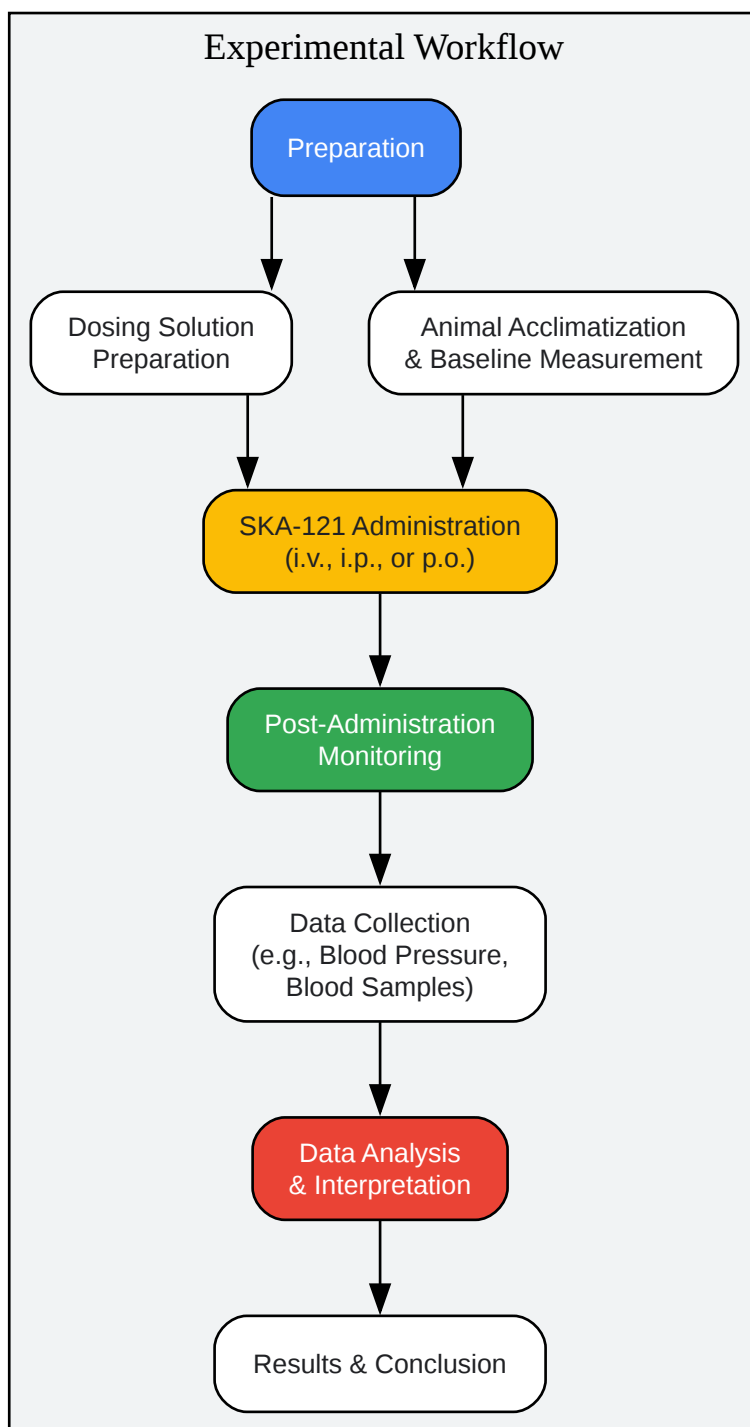 Experimental Workflow
Preparation
Dosing Solution
Preparation
Animal Acclimatization
& Baseline Measurement
SKA-121 Administration
(i.v., i.p., or p.o.)
Post-Administration
Monitoring
Data Collection
(e.g., Blood Pressure,
Blood Samples)
Data Analysis
& Interpretation
Results & Conclusion